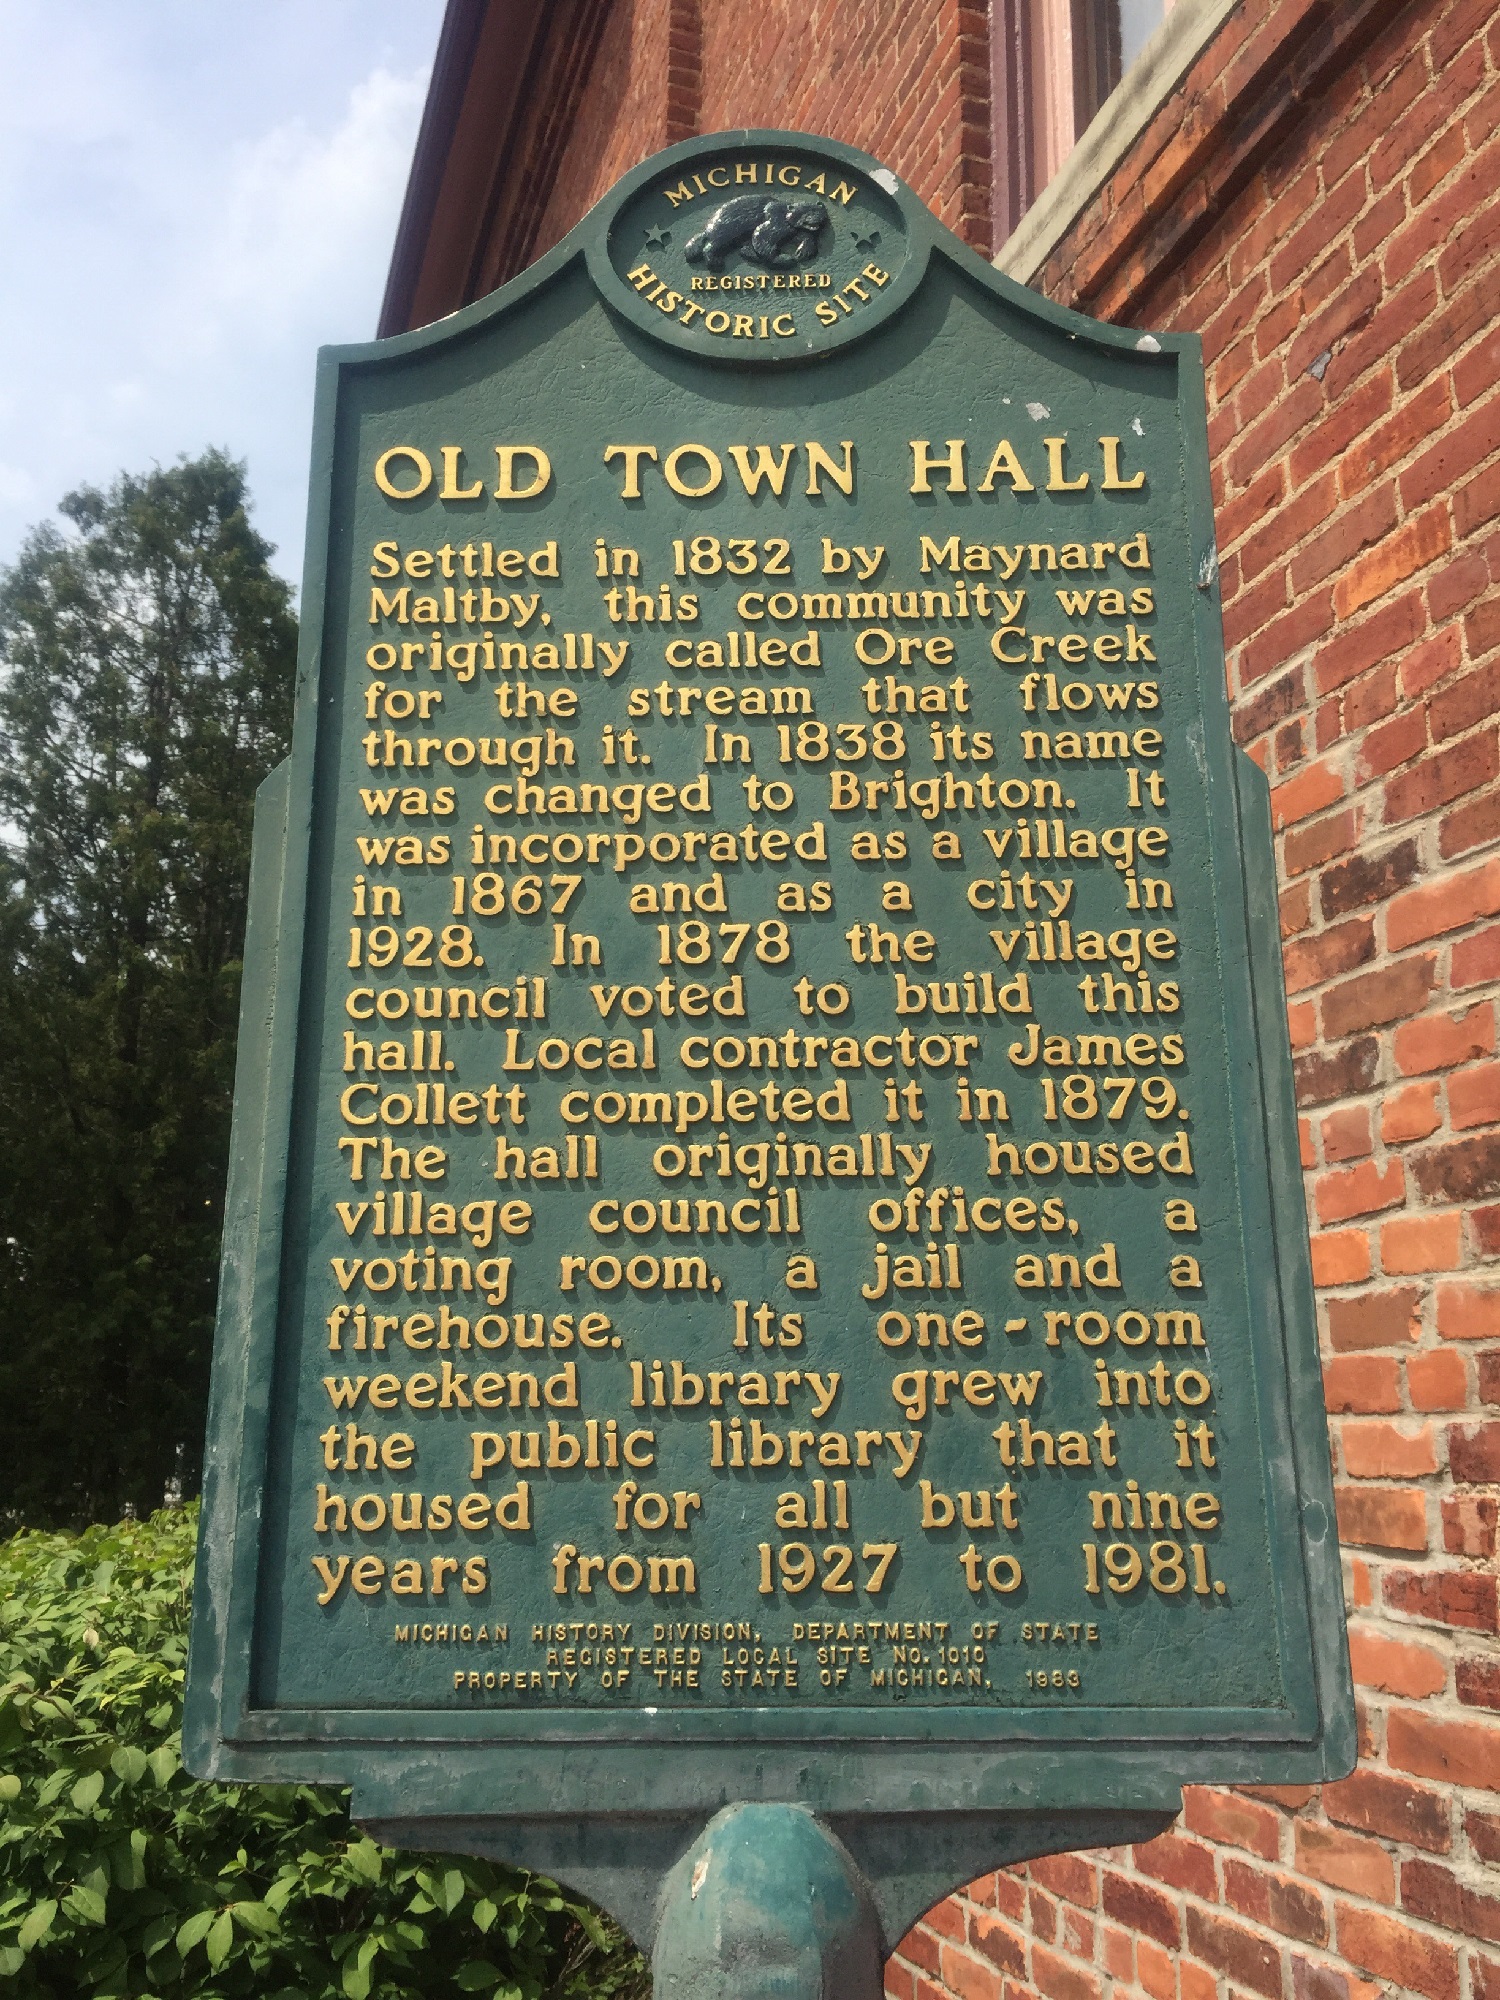 MICHIGAN
REGISTERED
HISTORIC SITE
OLD TOWN HALL
Settled in 1832 by Maynard
Maltby, this community was
originally called Ore Creek
for the stream that flows
through it. In 1838 its name
was changed to Brighton. It
was incorporated as a village
in 1867 and as a city in
1928. In 1878 the village
council voted to build this
hall. Local contractor James
Collett completed it in 1879.
The hall originally housed
village council offices, a
voting room, a jail and a
firehouse. Its one-room
weekend library grew into
the public library that it
housed for all but nine
years from 1927 to 1981.
MICHIGAN HISTORY DIVISION, DEPARTMENT OF STATE
REGISTERED LOCAL SITE NO. 1010
PROPERTY OF THE STATE OF MICHIGAN, 1983